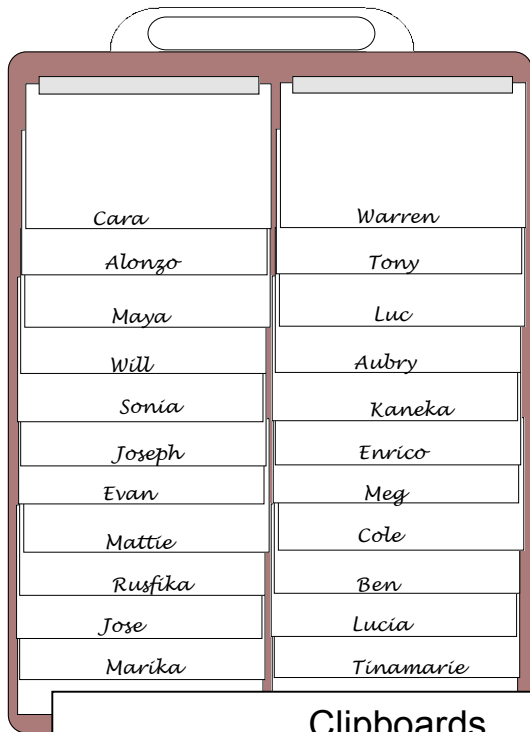 Cara
Alonzo
Maya
Will
Sonia
Joseph
Evan
Mattie
Rusfika
Jose
Marika
Warren
Tony
Luc
Aubry
Kaneka
Enrico
Meg
Cole
Ben
Lucia
Tinamarie
Clipboards